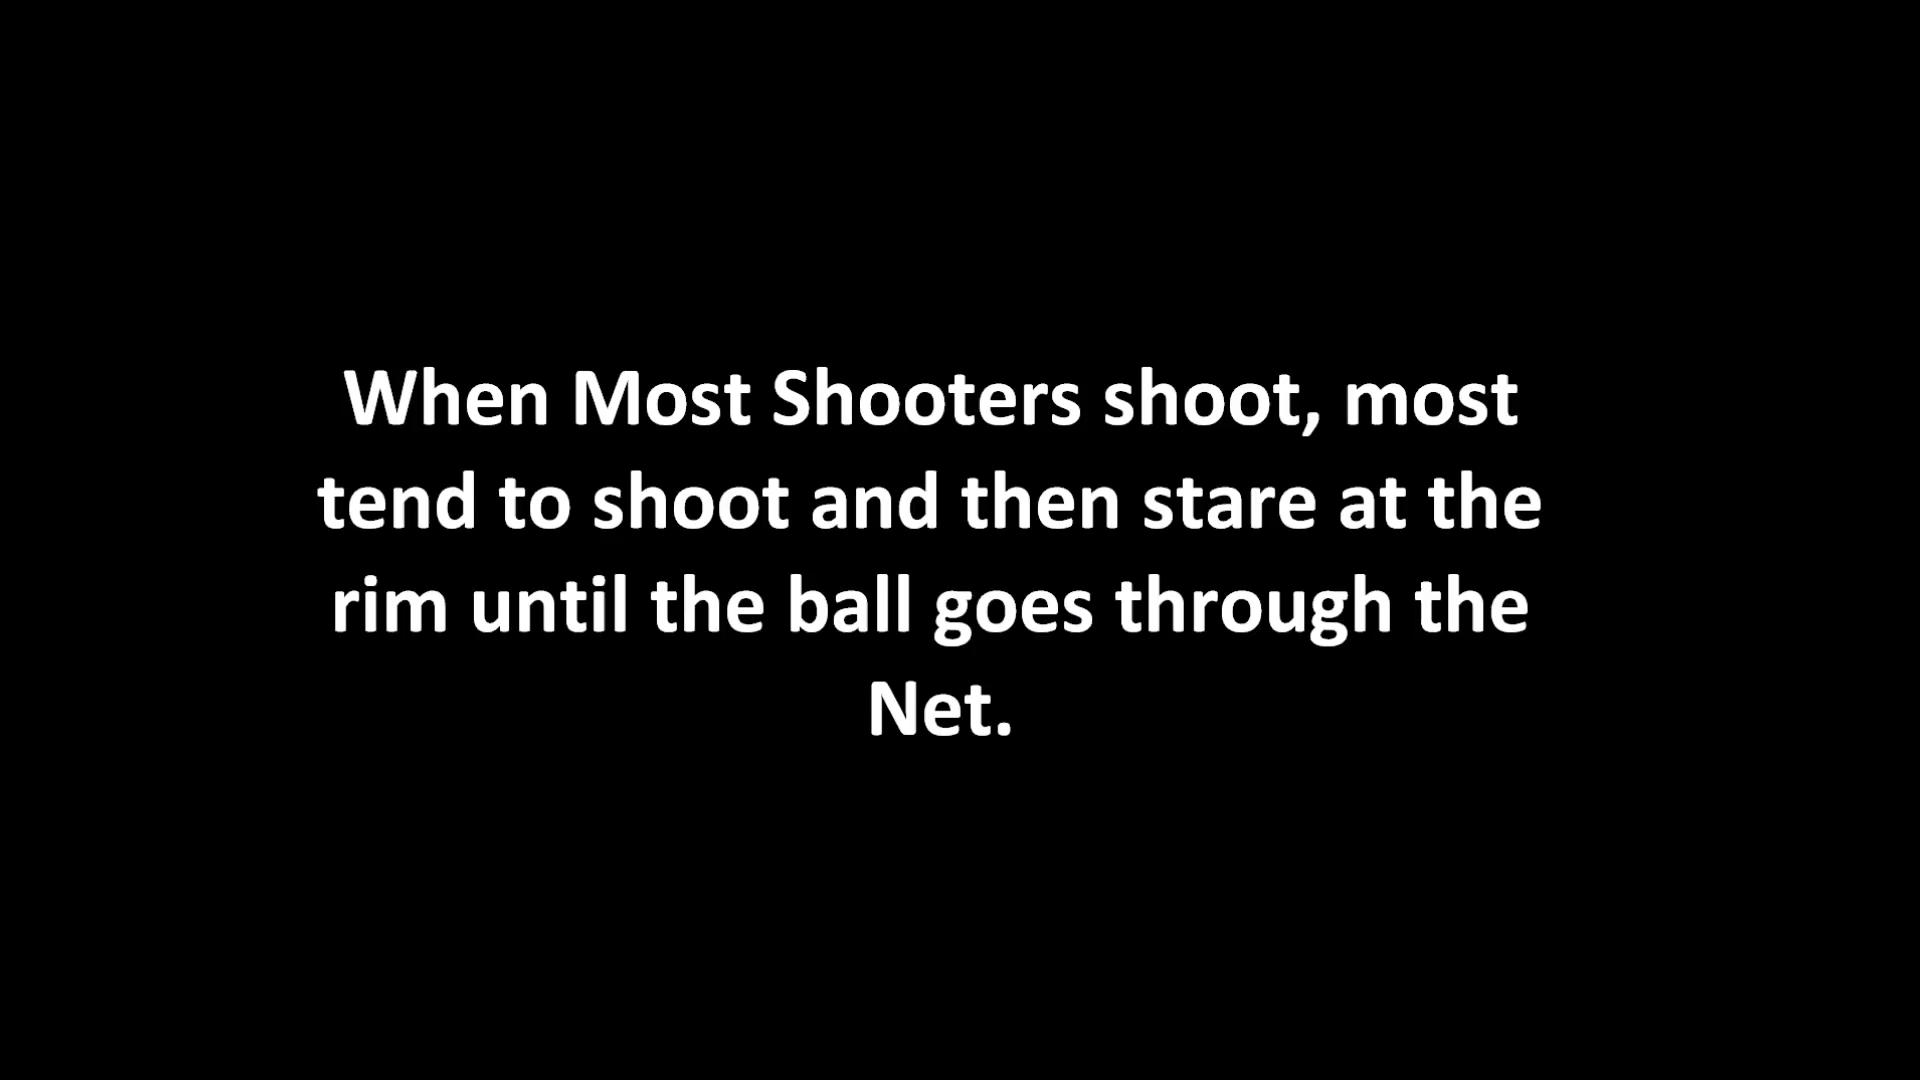 When Most Shooters shoot, most
tend to shoot and then stare at the
rim until the ball goes through the
Net.